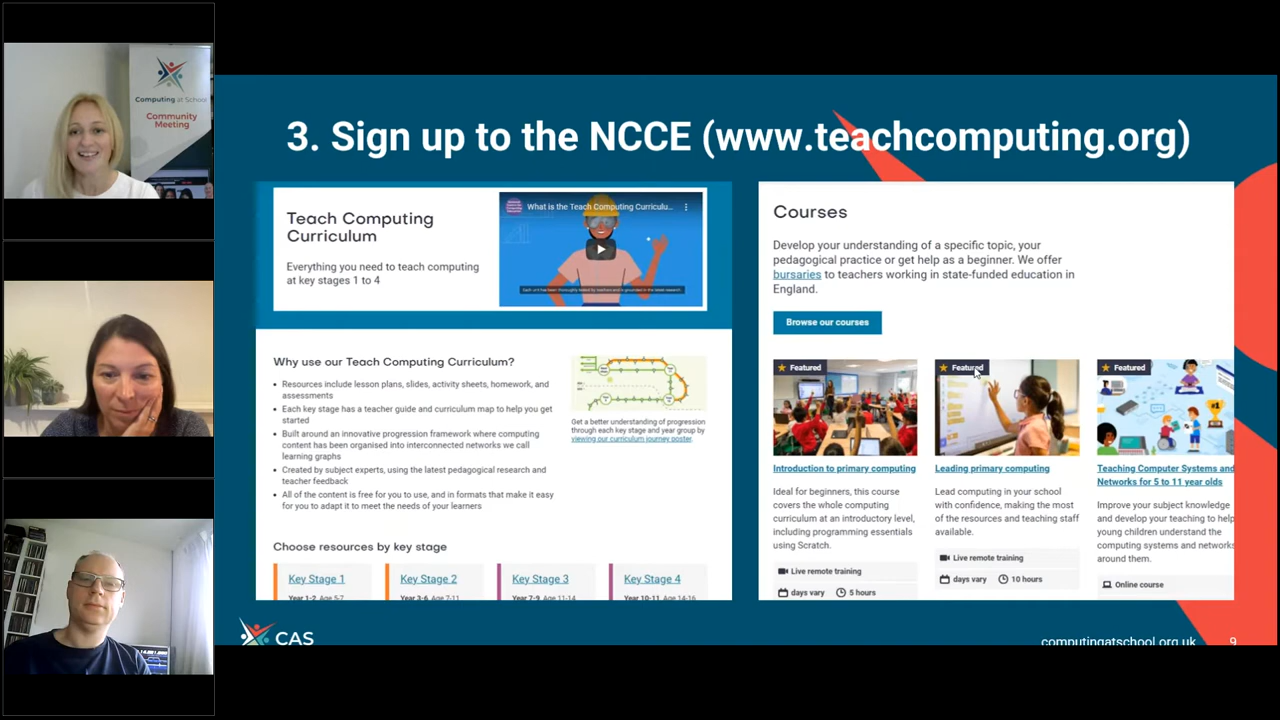 Computing at School
Community
Meeting
3. Sign up to the NCCE (www.teachcomputing.org)
Teach Computing
Curriculum
Everything you need to teach computing
at key stages 1 to 4
What is the Teach Computing Curriculu...
Each unit has been thoroughly tested by teachers and is grounded in the latest research.
Why use our Teach Computing Curriculum?
• Resources include lesson plans, slides, activity sheets, homework, and
assessments
• Each key stage has a teacher guide and curriculum map to help you get
started
• Built around an innovative progression framework where computing
content has been organised into interconnected networks we call
learning graphs
• Created by subject experts, using the latest pedagogical research and
teacher feedback
• All of the content is free for you to use, and in formats that make it easy
for you to adapt it to meet the needs of your learners
Get a better understanding of progression
through each key stage and year group by
viewing our curriculum journey poster.
Choose resources by key stage
Key Stage 1
Year 1-2 Age 5-7
Key Stage 2
Year 3-6 Age 7-11
Key Stage 3
Year 7-9 Age 11-14
Key Stage 4
Year 10-11 Age 14-16
Courses
Develop your understanding of a specific topic, your
pedagogical practice or get help as a beginner. We offer
bursaries to teachers working in state-funded education in
England.
Browse our courses
Featured
Introduction to primary computing
Ideal for beginners, this course
covers the whole computing
curriculum at an introductory level,
including programming essentials
using Scratch.
Live remote training
days vary 5 hours
Featured
Leading primary computing
Lead computing in your school
with confidence, making the most
of the resources and teaching staff
available.
Live remote training
days vary 10 hours
Featured
Teaching Computer Systems and
Networks for 5 to 11 year olds
Improve your subject knowledge
and develop your teaching to help
young children understand the
computing systems and networks
around them.
Online course
CAS
computingatschool.org.uk 9